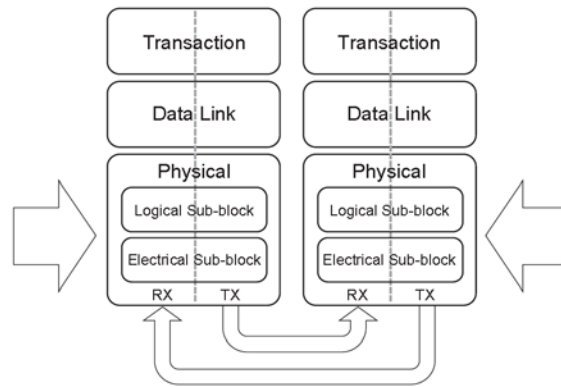 Transaction
Transaction
Data Link
Data Link
Physical
Physical
Logical Sub-block
Logical Sub-block
Electrical Sub-block
Electrical Sub-block
RX TX
RX TX